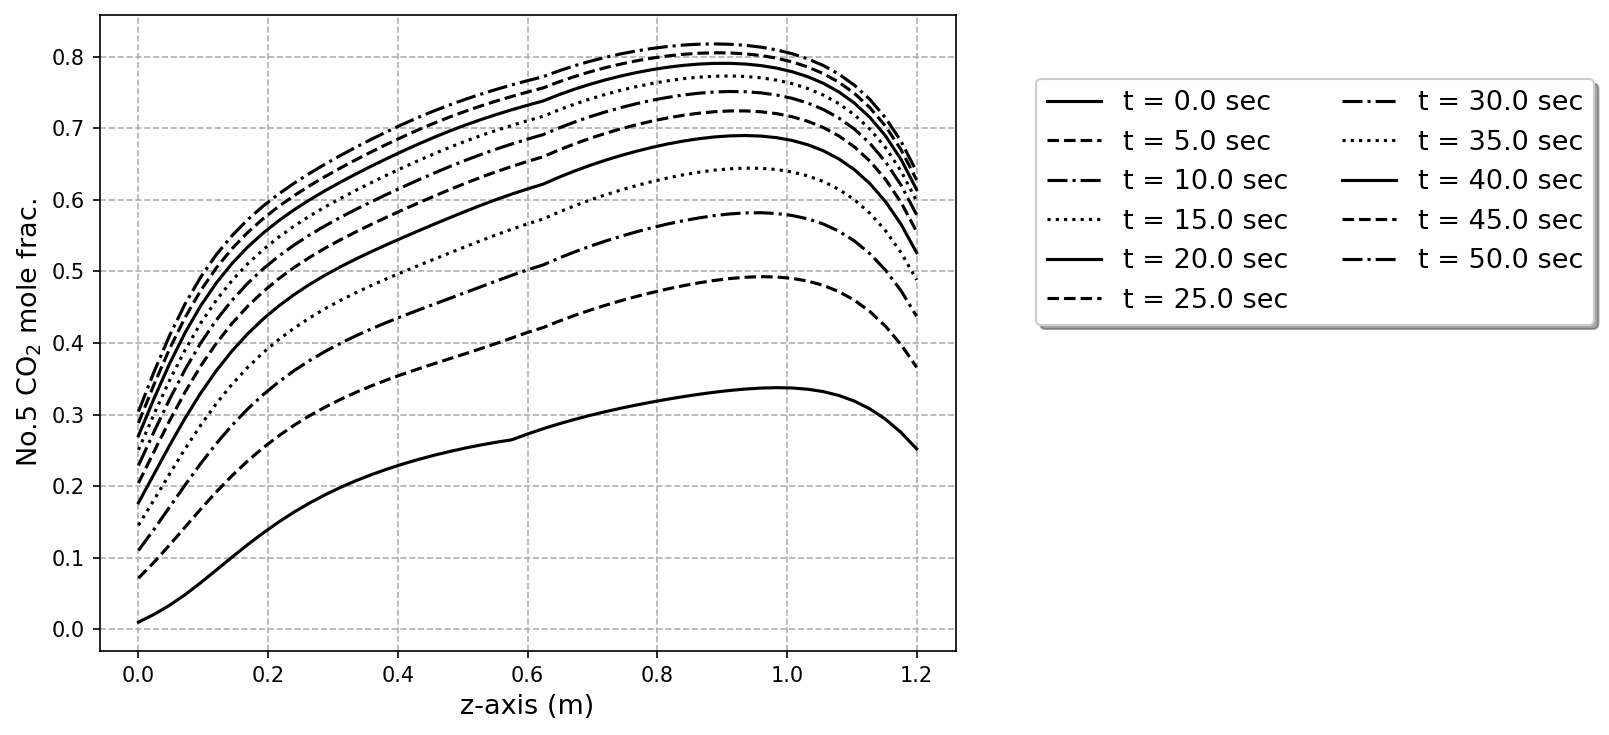 No.5 CO₂ mole frac.
0.8
0.7
0.6
0.5
0.4
0.3
0.2
0.1
0.0
0.0 0.2 0.4 0.6 0.8 1.0 1.2
z-axis (m)
t = 0.0 sec
t = 5.0 sec
t = 10.0 sec
t = 15.0 sec
t = 20.0 sec
t = 25.0 sec
t = 30.0 sec
t = 35.0 sec
t = 40.0 sec
t = 45.0 sec
t = 50.0 sec